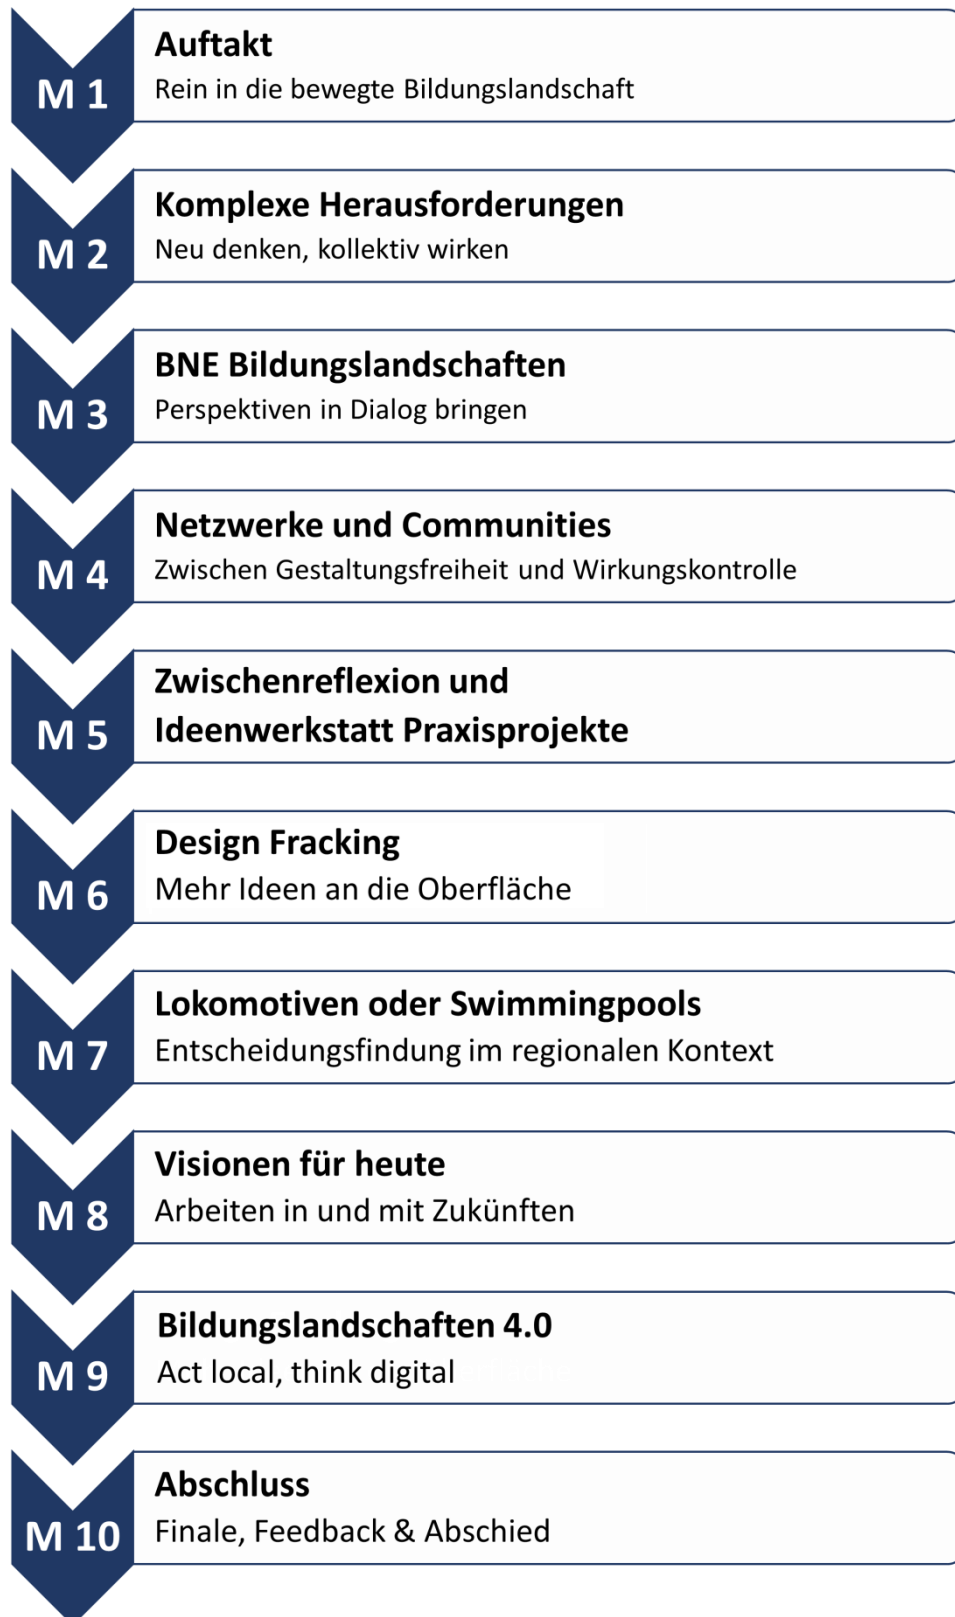 M 1
Auftakt
Rein in die bewegte Bildungslandschaft
M 2
Komplexe Herausforderungen
Neu denken, kollektiv wirken
M 3
BNE Bildungslandschaften
Perspektiven in Dialog bringen
M 4
Netzwerke und Communities
Zwischen Gestaltungsfreiheit und Wirkungskontrolle
M 5
Zwischenreflexion und
Ideenwerkstatt Praxisprojekte
M 6
Design Fracking
Mehr Ideen an die Oberfläche
M 7
Lokomotiven oder Swimmingpools
Entscheidungsfindung im regionalen Kontext
M 8
Visionen für heute
Arbeiten in und mit Zukünften
M 9
Bildungslandschaften 4.0
Act local, think digital
M 10
Abschluss
Finale, Feedback & Abschied